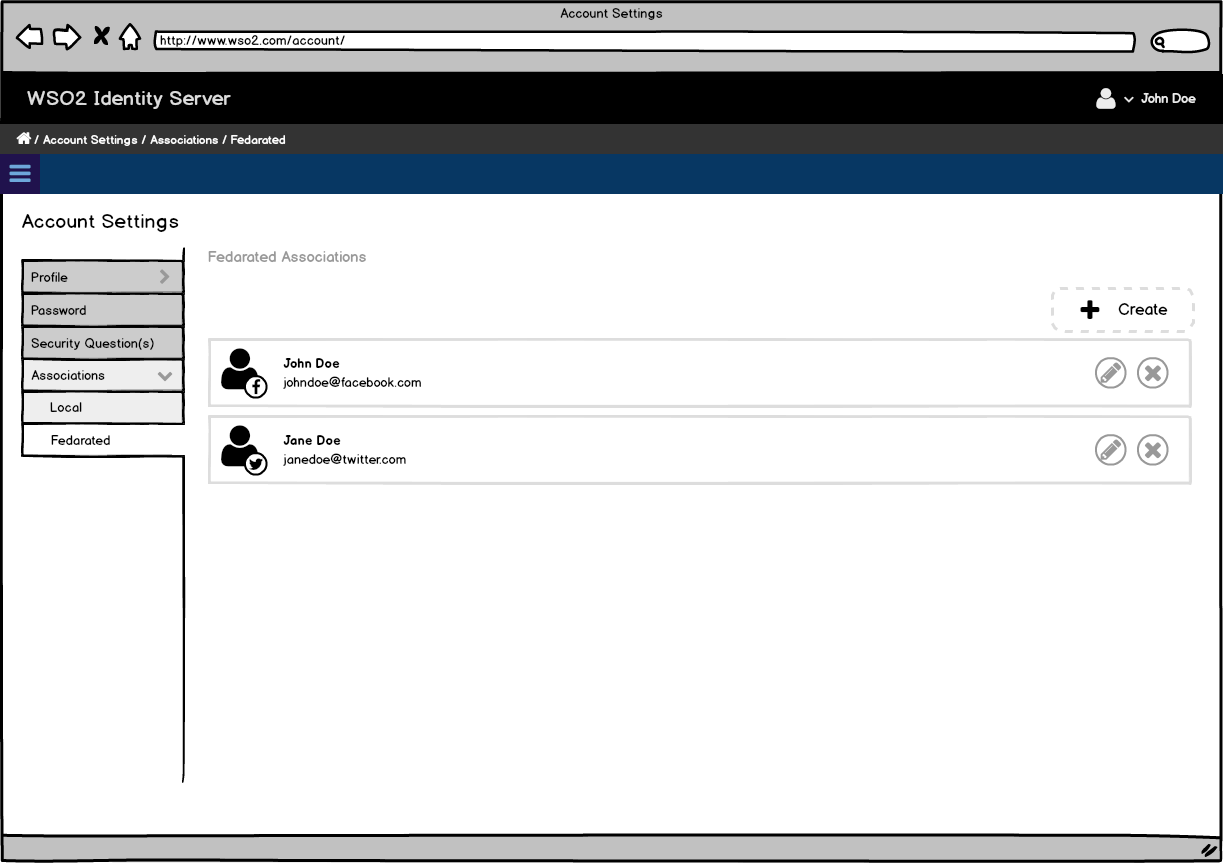 Account Settings
http://www.wso2.com/account/
WSO2 Identity Server
John Doe
/ Account Settings / Associations / Fedarated
Account Settings
Profile
Password
Security Question(s)
Associations
Local
Fedarated
Fedarated Associations
Create
John Doe
johndoe@facebook.com
Jane Doe
janedoe@twitter.com